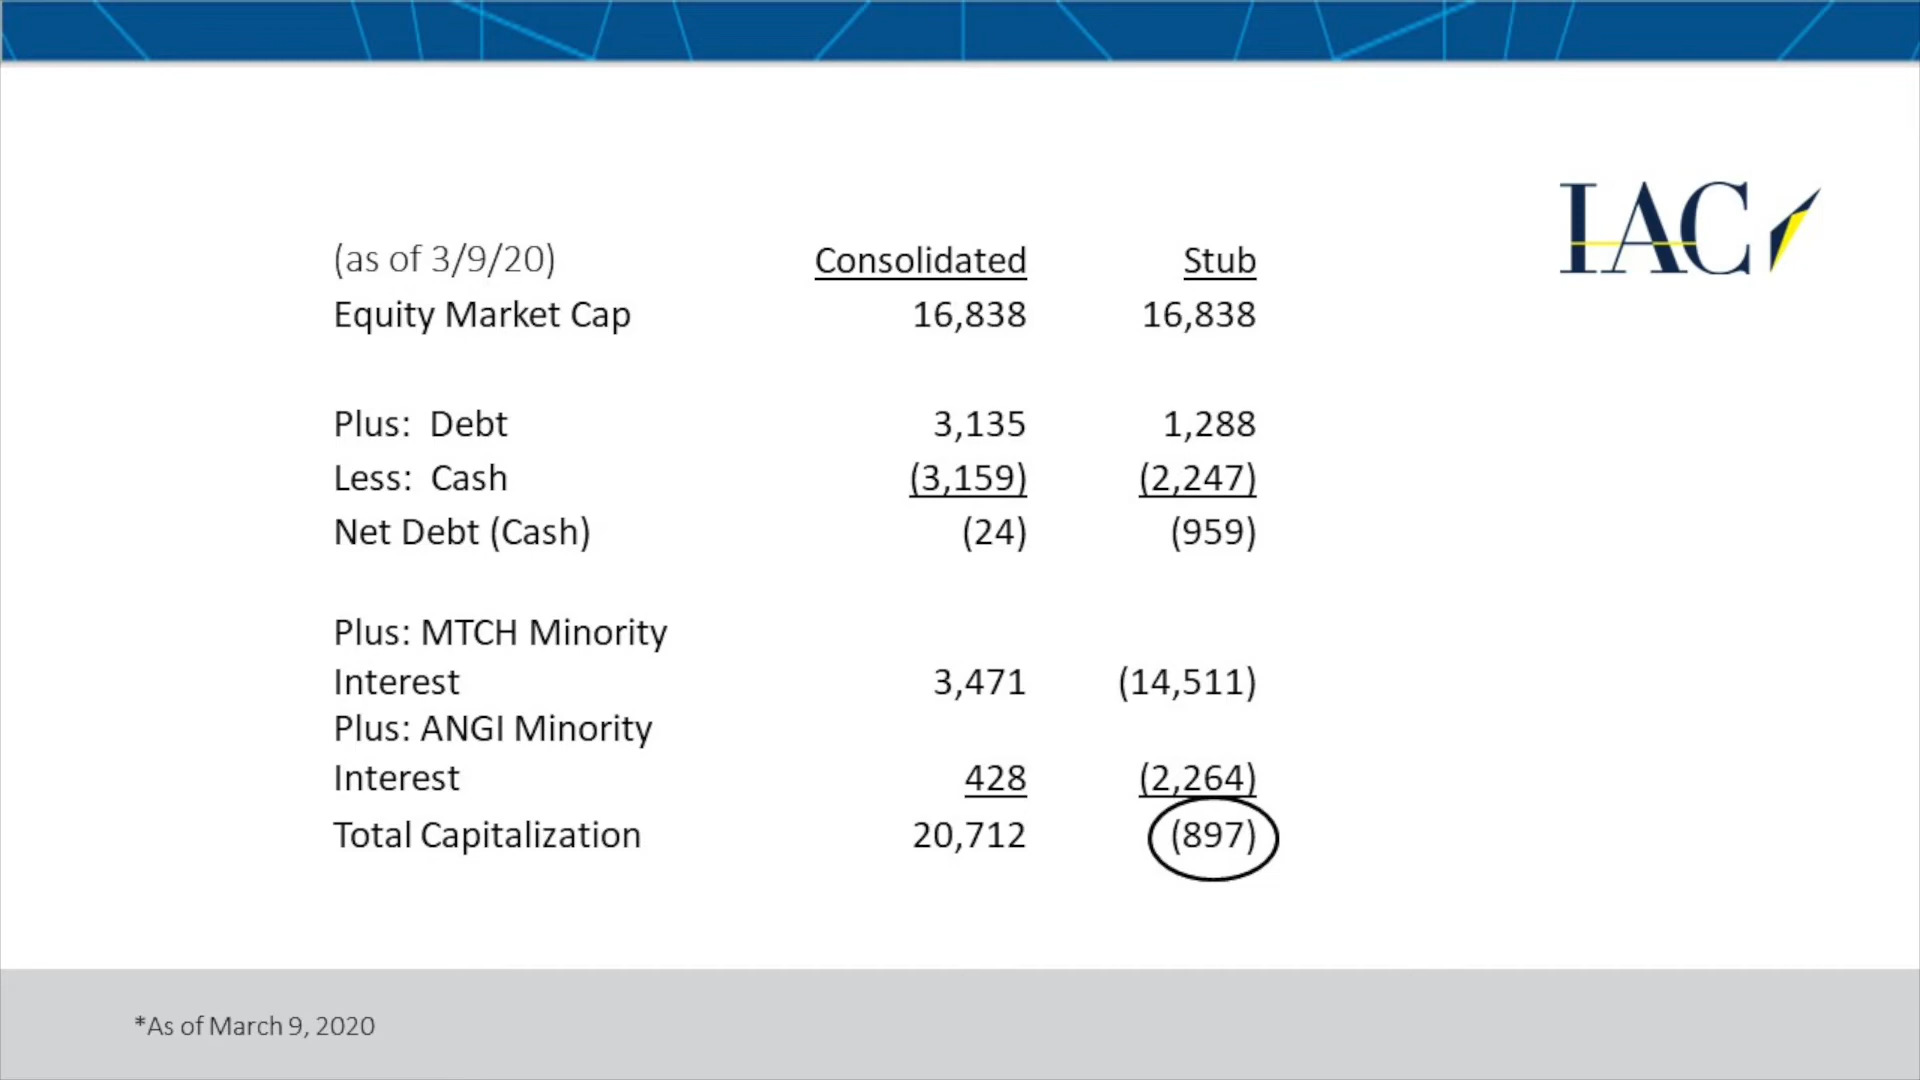 IAC
(as of 3/9/20) Consolidated Stub
Equity Market Cap 16,838 16,838
Plus: Debt 3,135 1,288
Less: Cash (3,159) (2,247)
Net Debt (Cash) (24) (959)
Plus: MTCH Minority
Interest 3,471 (14,511)
Plus: ANGI Minority
Interest 428 (2,264)
Total Capitalization 20,712 (897)
*As of March 9, 2020